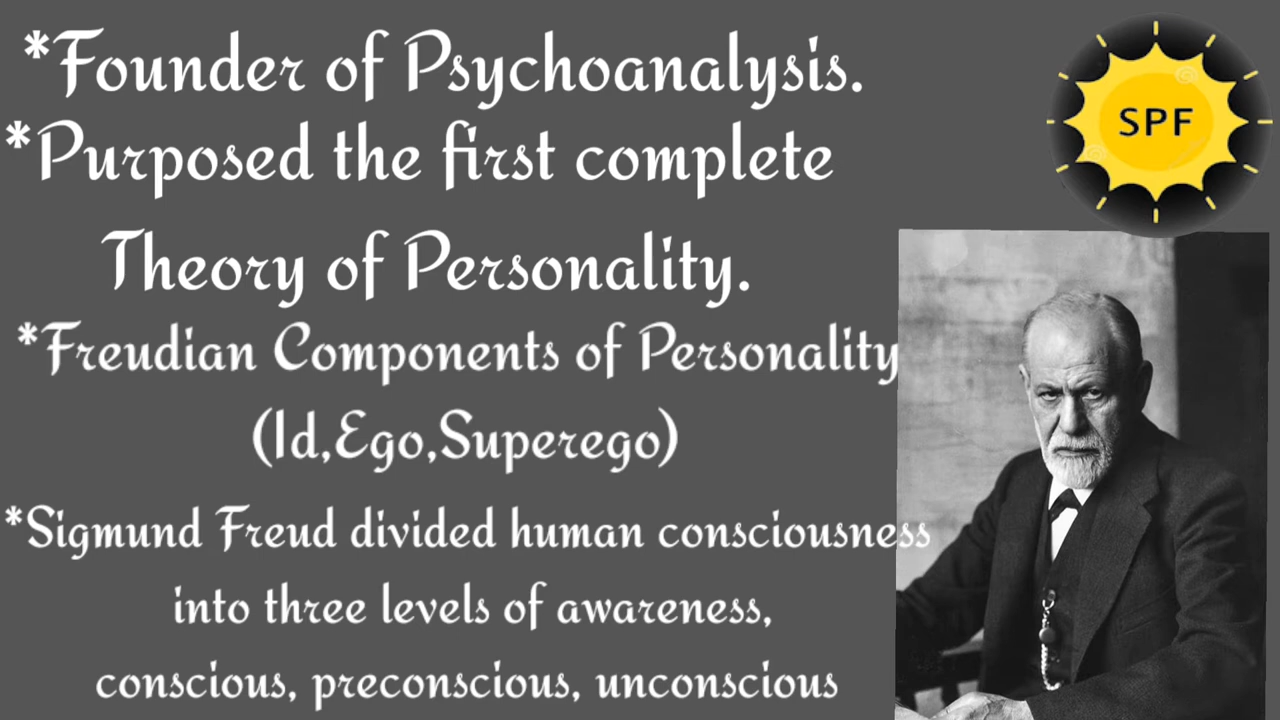 *Founder of Psychoanalysis.
*Purposed the first complete
Theory of Personality.
*Freudian Components of Personality
(Id,Ego,Superego)
*Sigmund Freud divided human consciousness
into three levels of awareness,
conscious, preconscious, unconscious
SPF